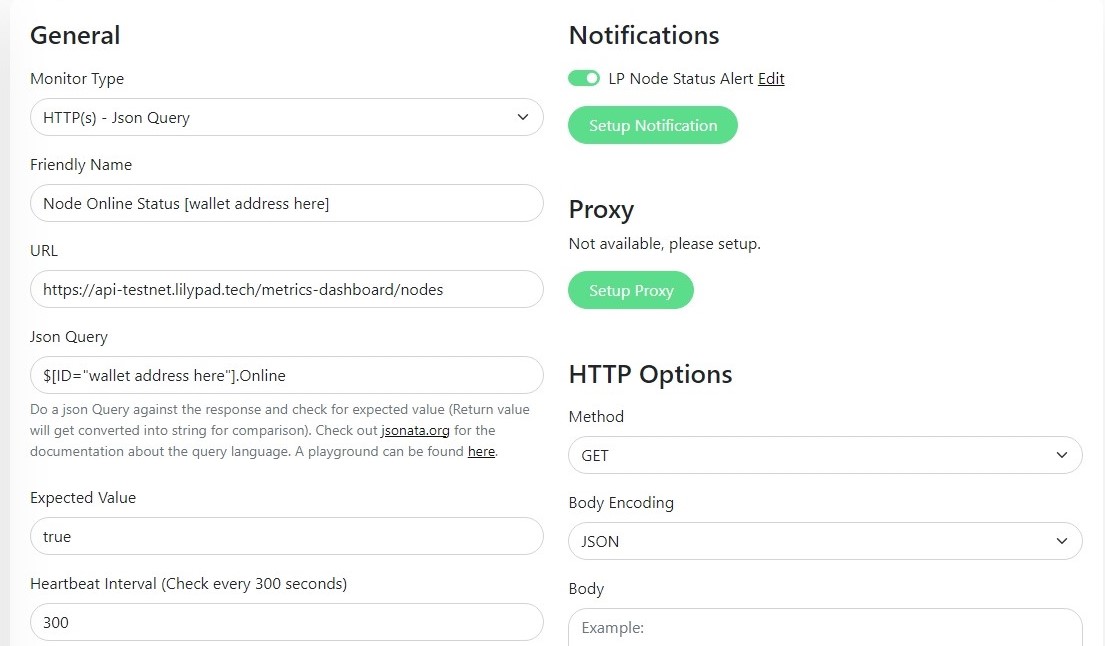 General
Monitor Type
HTTP(s) - Json Query
Friendly Name
Node Online Status [wallet address here]
URL
https://api-testnet.lilypad.tech/metrics-dashboard/nodes
Json Query
$[ID="wallet address here"].Online
Do a json Query against the response and check for expected value (Return value
will get converted into string for comparison). Check out jsonata.org for the
documentation about the query language. A playground can be found here.
Expected Value
true
Heartbeat Interval (Check every 300 seconds)
300
Notifications
LP Node Status Alert Edit
Setup Notification
Proxy
Not available, please setup.
Setup Proxy
HTTP Options
Method
GET
Body Encoding
JSON
Body
Example: